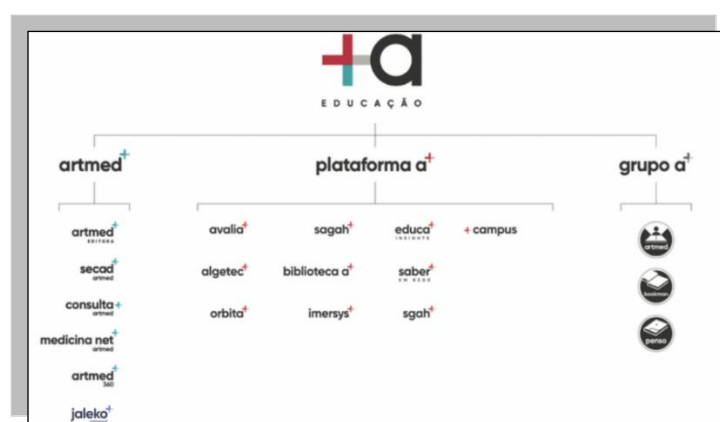 +a
EDUCAÇÃO
artmed+
plataforma a+
grupo a+
artmed+
EDITORA
secad+
artmed
consulta+
artmed
medicina net+
artmed
artmed+
360
jaleko+
avalia+
sagah+
educa+
INSIGHTS
+campus
algetec+
biblioteca a+
saber+
EM REDE
orbita+
imersys+
sgah+
artmed
bookman
penso